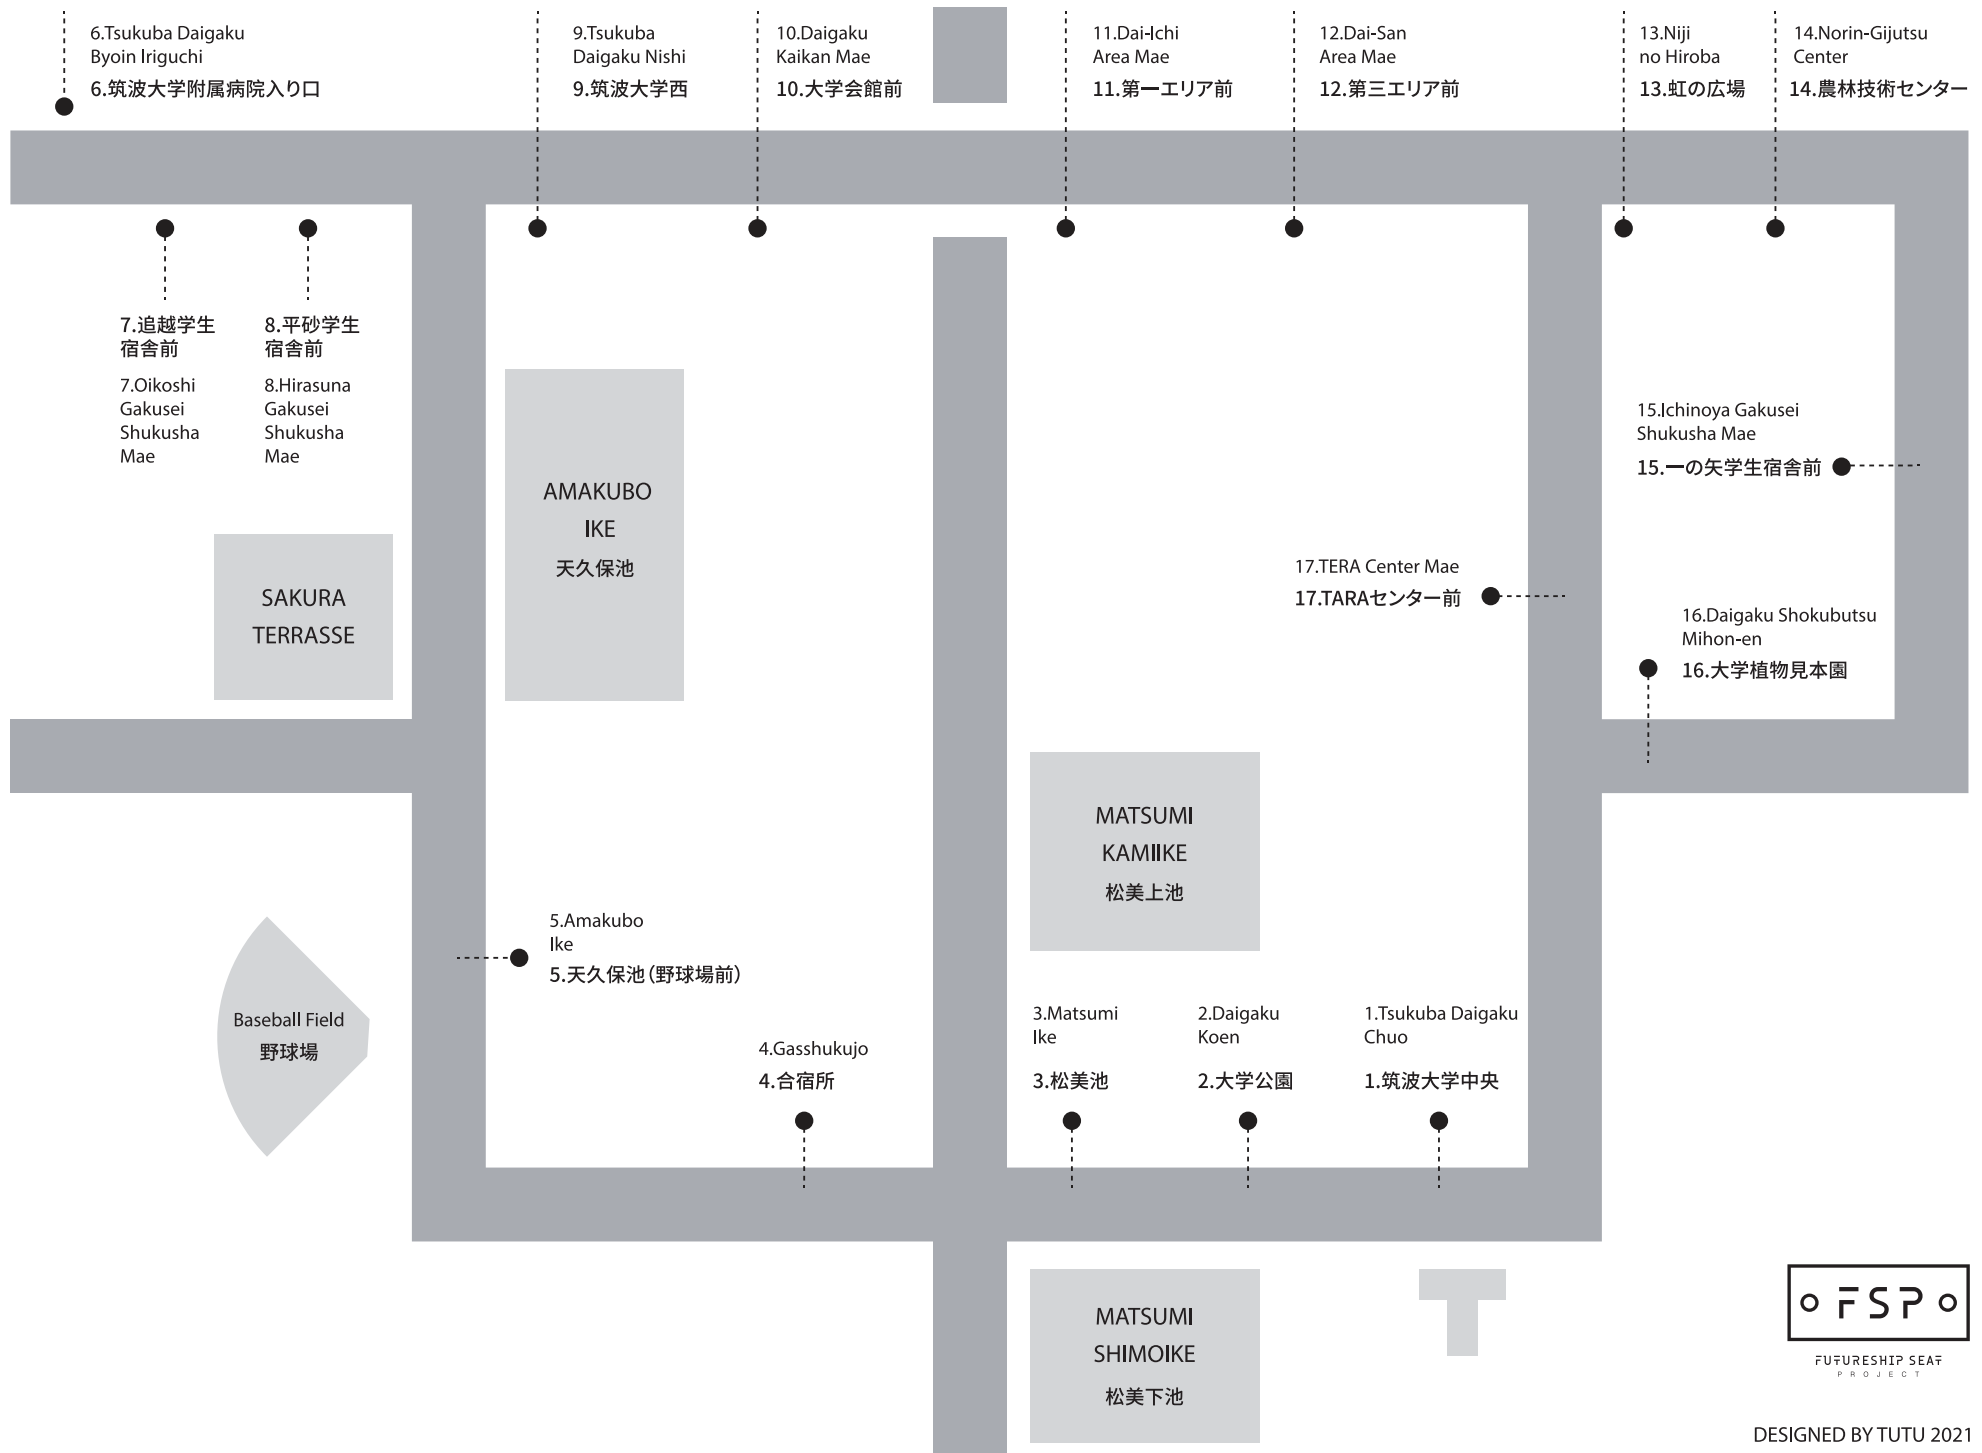 6.Tsukuba Daigaku
Byoin Iriguchi
6.筑波大学附属病院入り口
9.Tsukuba
Daigaku Nishi
9.筑波大学西
10.Daigaku
Kaikan Mae
10.大学会館前
11.Dai-Ichi
Area Mae
11.第一エリア前
12.Dai-San
Area Mae
12.第三エリア前
13.Niji
no Hiroba
13.虹の広場
14.Norin-Gijutsu
Center
14.農林技術センター
7.追越学生
宿舎前
7.Oikoshi
Gakusei
Shukusha
Mae
8.平砂学生
宿舎前
8.Hirasuna
Gakusei
Shukusha
Mae
AMAKUBO
IKE
天久保池
15.Ichinoya Gakusei
Shukusha Mae
15.一の矢学生宿舎前
SAKURA
TERRASSE
17.TERA Center Mae
17.TARAセンター前
16.Daigaku Shokubutsu
Mihon-en
16.大学植物見本園
MATSUMI
KAMIIKE
松美上池
5.Amakubo
Ike
5.天久保池（野球場前）
Baseball Field
野球場
4.Gasshukujo
4.合宿所
3.Matsumi
Ike
3.松美池
2.Daigaku
Koen
2.大学公園
1.Tsukuba Daigaku
Chuo
1.筑波大学中央
MATSUMI
SHIMOIKE
松美下池
FSP
FUTURESHIP SEAT
PROJECT
DESIGNED BY TUTU 2021